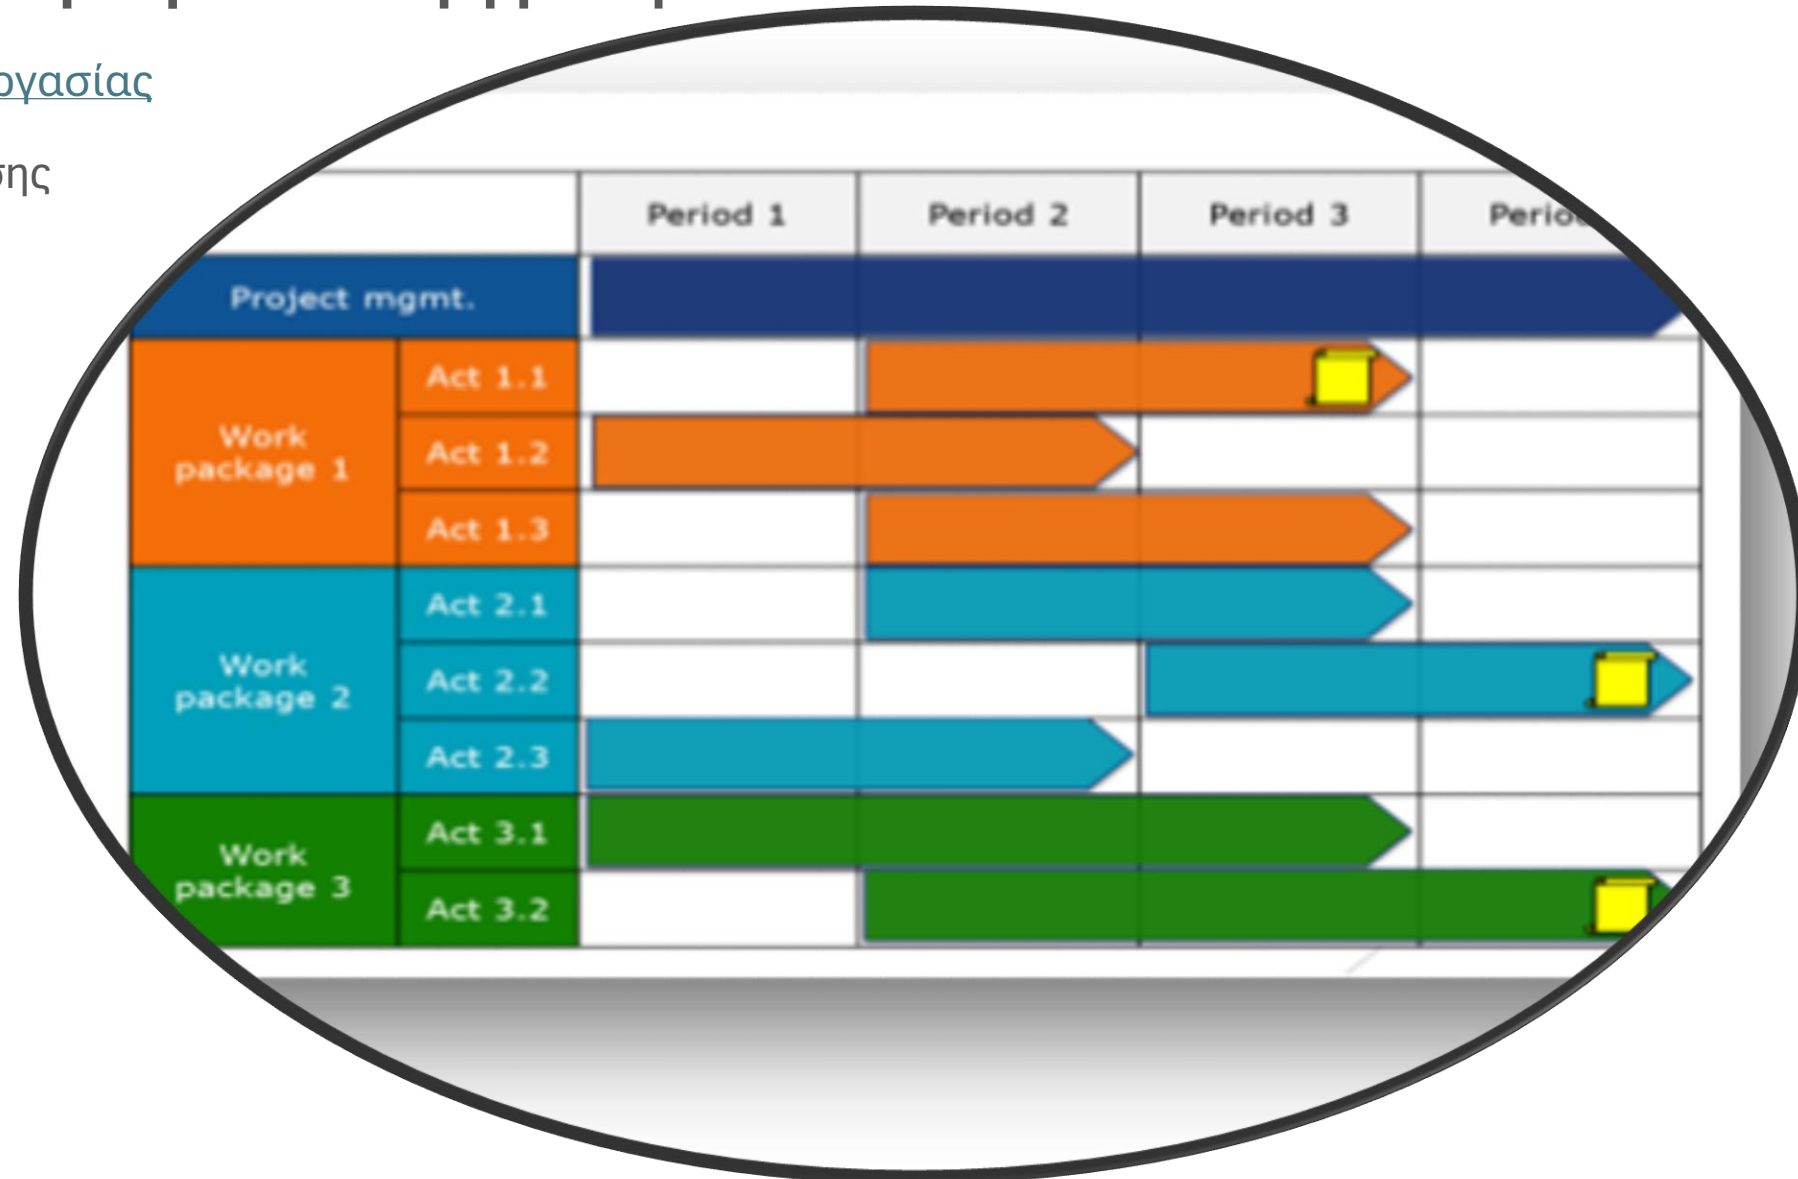 Period 1 Period 2 Period 3
Project mgmt.
Work
package 1
Act 1.1
Act 1.2
Act 1.3
Work
package 2
Act 2.1
Act 2.2
Act 2.3
Work
package 3
Act 3.1
Act 3.2